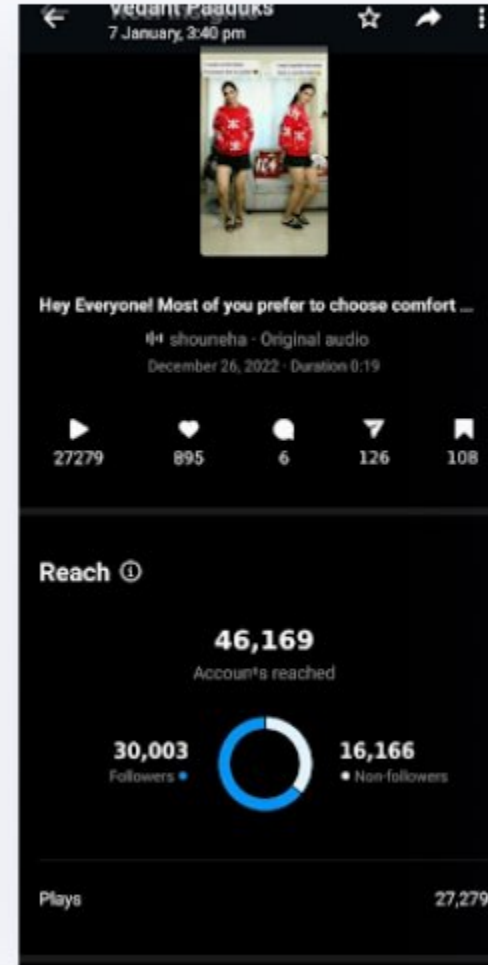 Vedant Paaduks
7 January, 3:40 pm
Hey Everyone! Most of you prefer to choose comfort ...
shouneha · Original audio
December 26, 2022 · Duration 0:19
27279 895 6 126 108
Reach
46,169
Accounts reached
30,003 16,166
Followers Non-followers
Plays 27,279